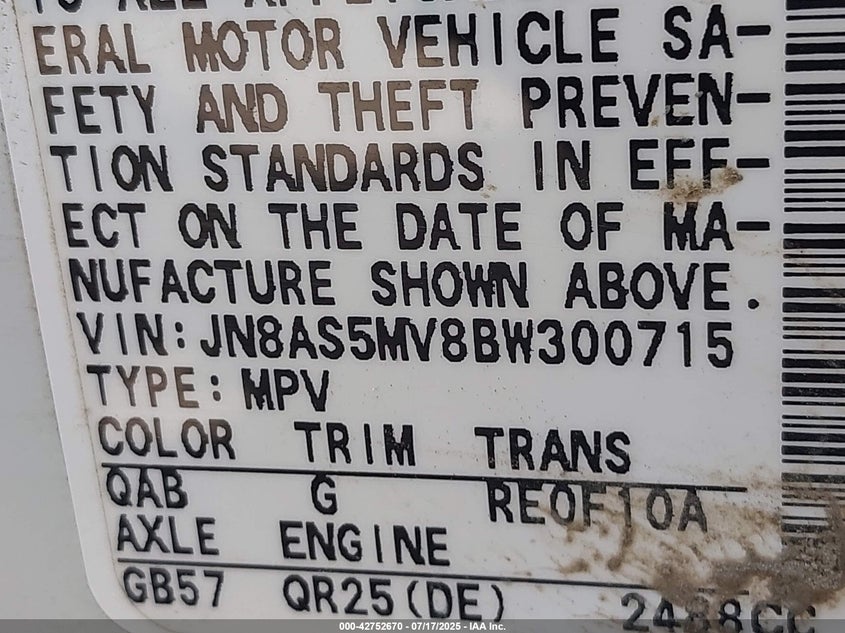 ERAL MOTOR VEHICLE SA-
FETY AND THEFT PREVEN-
TION STANDARDS IN EFF-
ECT ON THE DATE OF MA-
NUFACTURE SHOWN ABOVE.
VIN:JN8AS5MV8BW300715
TYPE:MPV
COLOR TRIM TRANS
QAB G RE0F10A
AXLE ENGINE
GB57 QR25(DE) 2488CC
000-42752670 - 07/17/2025 - IAA Inc.